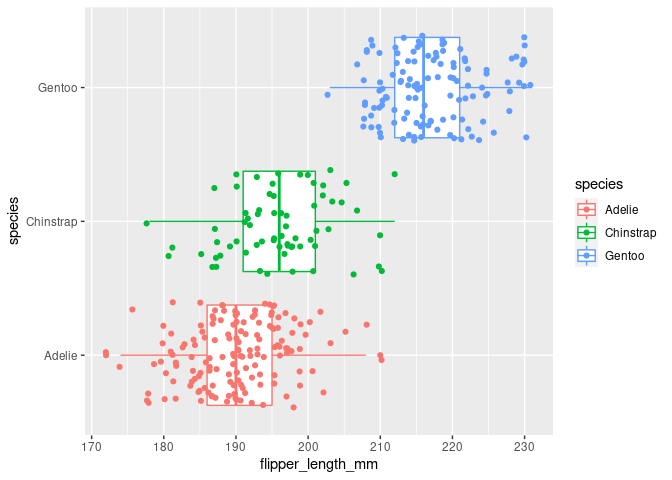 species
Gentoo
Chinstrap
Adelie
170 180 190 200 210 220 230
flipper_length_mm
species
Adelie
Chinstrap
Gentoo